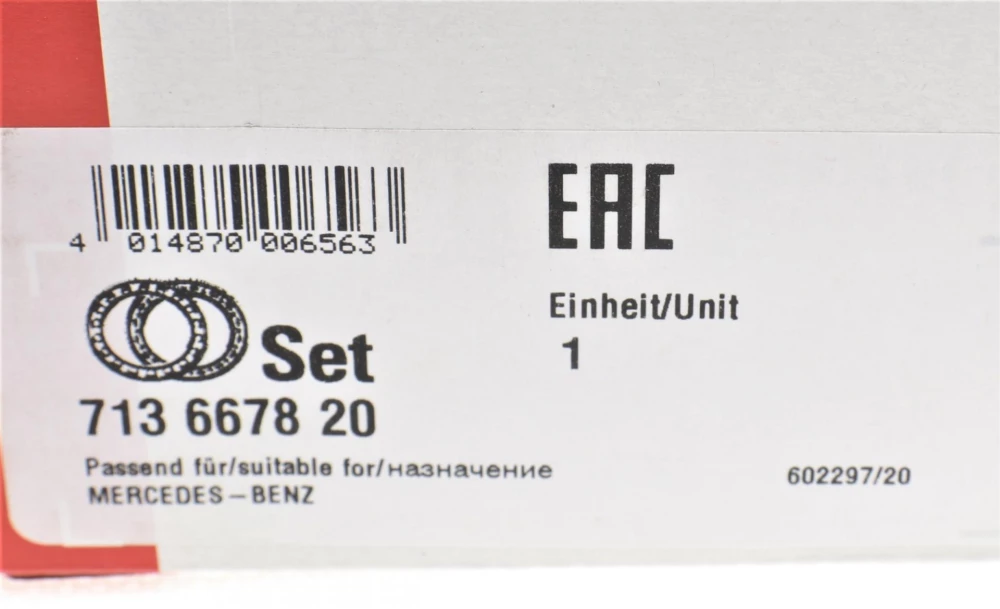 4 014870 006563
EAC
Einheit/Unit
1
Set
713 6678 20
Passend für/suitable for/назначение
MERCEDES-BENZ
602297/20